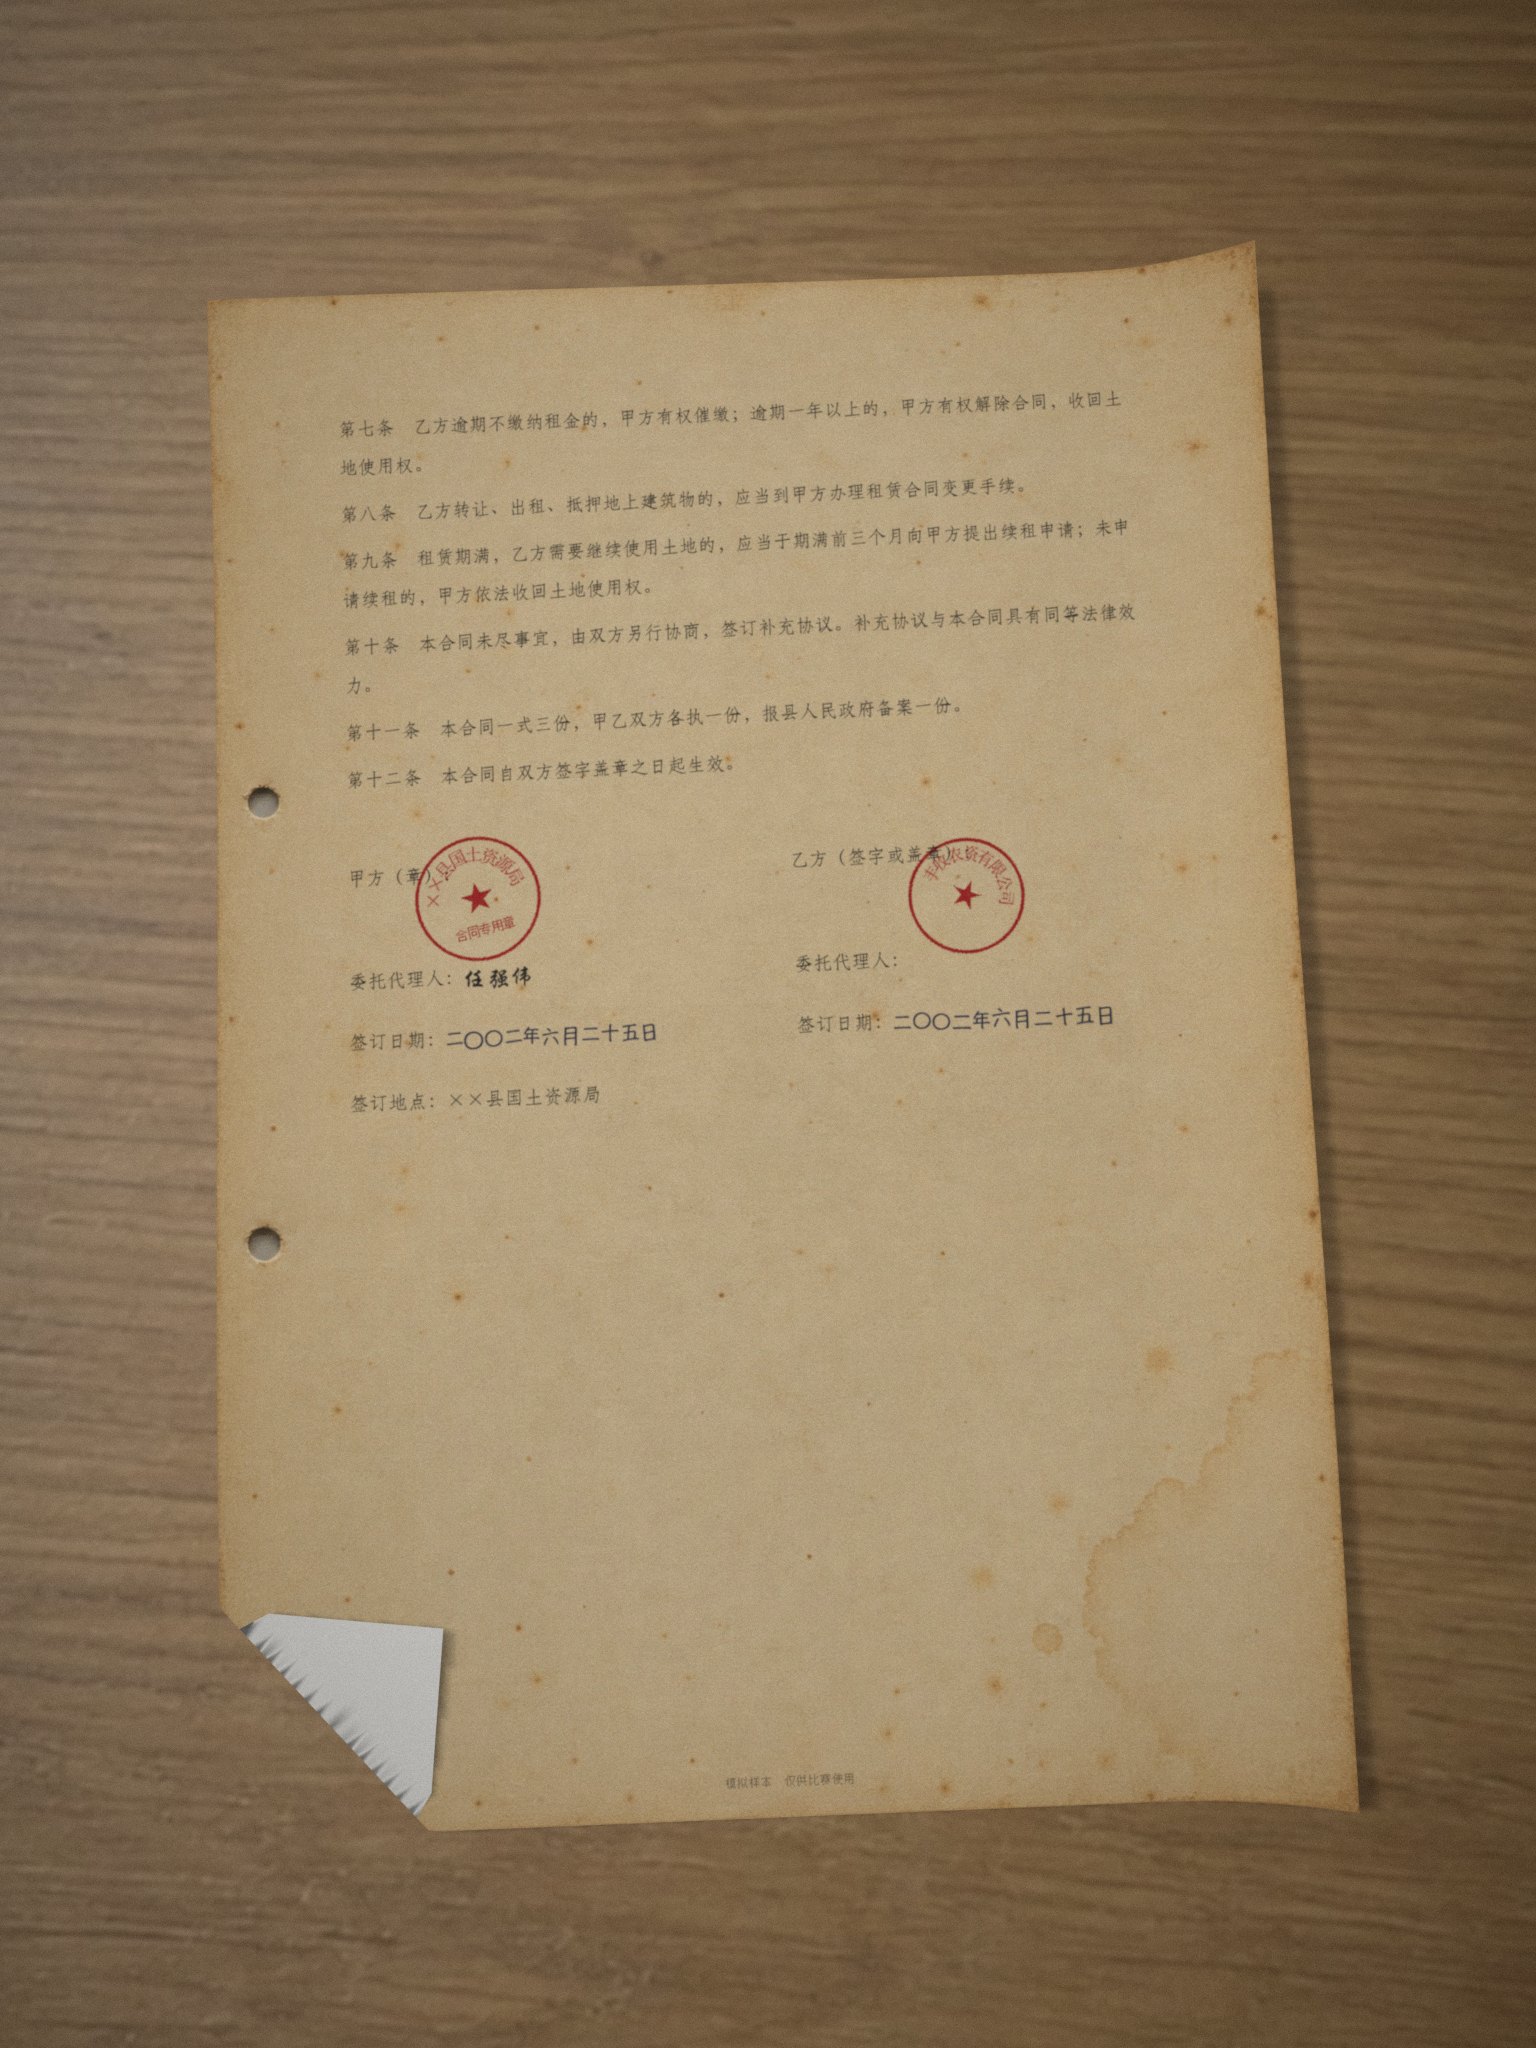 第七条　乙方逾期不缴纳租金的，甲方有权催缴；逾期一年以上的，甲方有权解除合同，收回土
地使用权。
第八条　乙方转让、出租、抵押地上建筑物的，应当到甲方办理租赁合同变更手续。
第九条　租赁期满，乙方需要继续使用土地的，应当于期满前三个月向甲方提出续租申请；未申
请续租的，甲方依法收回土地使用权。
第十条　本合同未尽事宜，由双方另行协商，签订补充协议。补充协议与本合同具有同等法律效
力。
第十一条　本合同一式三份，甲乙双方各执一份，报县人民政府备案一份。
第十二条　本合同自双方签字盖章之日起生效。
甲方（章）：
××县国土资源局
合同专用章
乙方（签字或盖章）：
丰收农资有限公司
委托代理人：任强伟
委托代理人：
签订日期：二〇〇二年六月二十五日
签订日期：二〇〇二年六月二十五日
签订地点：××县国土资源局
模拟样本　仅供比赛使用